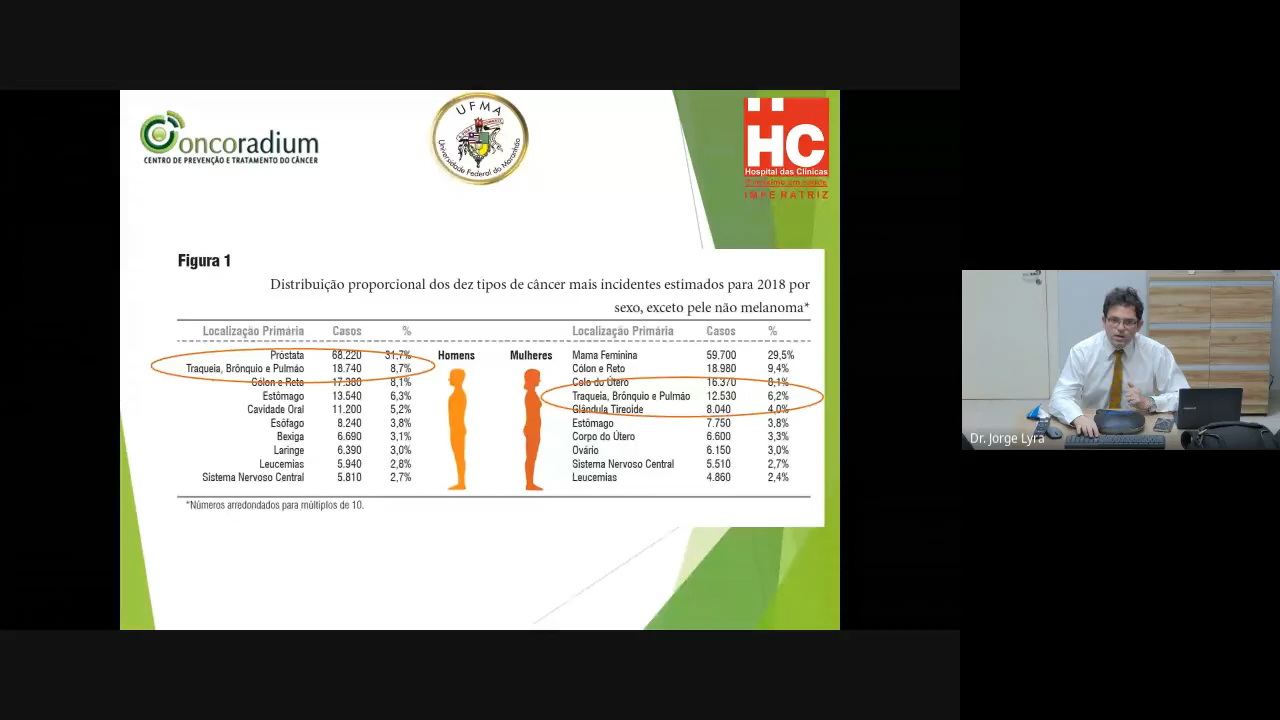 Concoradium
CENTRO DE PREVENÇÃO E TRATAMENTO DO CÂNCER
UFMA
Universidade Federal do Maranhão
HC
Hospital das Clínicas
IMPERATRIZ
Figura 1
Distribuição proporcional dos dez tipos de câncer mais incidentes estimados para 2018 por
sexo, exceto pele não melanoma*
Localização Primária Casos % Localização Primária Casos %
Próstata 68.220 31,7% Homens Mulheres Mama Feminina 59.700 29,5%
Traqueia, Brônquio e Pulmão 18.740 8,7% Cólon e Reto 18.980 9,4%
Cólon e Reto 17.380 8,1% Colo do Útero 16.370 8,1%
Estômago 13.540 6,3% Traqueia, Brônquio e Pulmão 12.530 6,2%
Cavidade Oral 11.200 5,2% Glândula Tireoide 8.040 4,0%
Esôfago 8.240 3,8% Estômago 7.750 3,8%
Bexiga 6.690 3,1% Corpo do Útero 6.600 3,3%
Laringe 6.390 3,0% Ovário 6.150 3,0%
Leucemias 5.940 2,8% Sistema Nervoso Central 5.510 2,7%
Sistema Nervoso Central 5.810 2,7% Leucemias 4.860 2,4%
*Números arredondados para múltiplos de 10.
Dr. Jorge Lyra